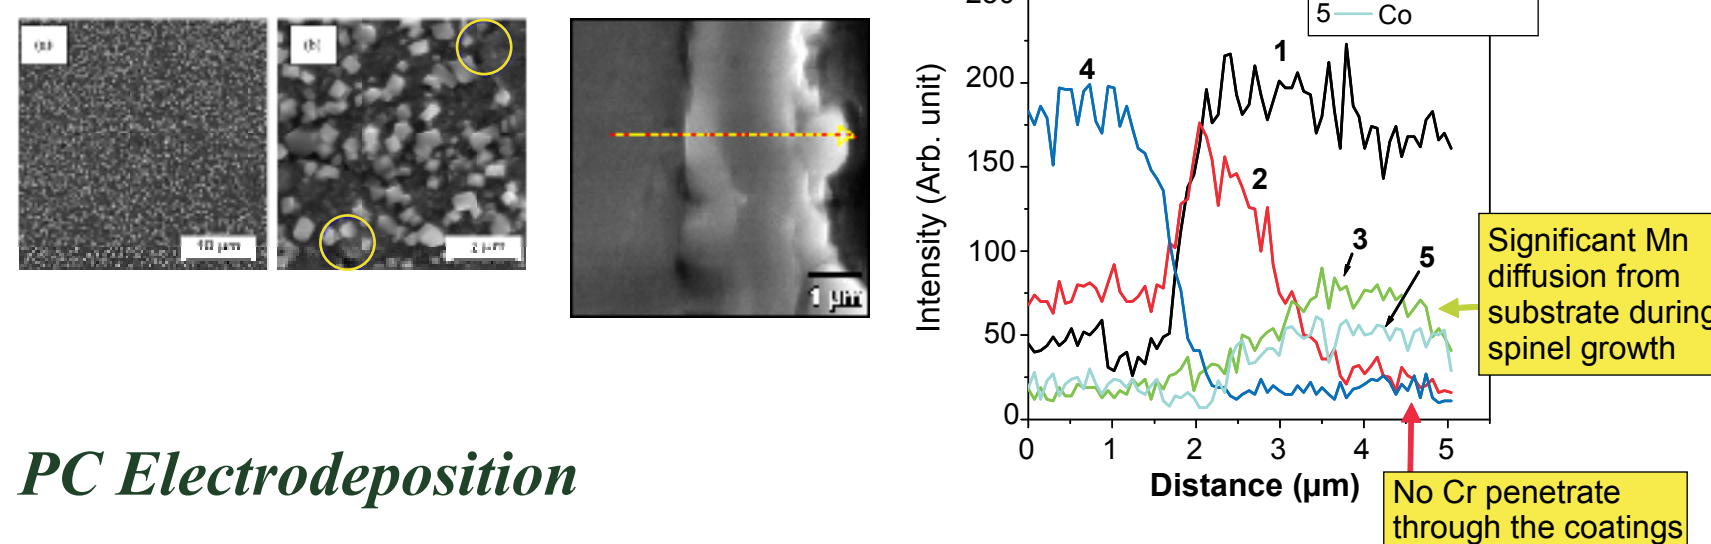 (a)
(b)
10 µm
2 µm
1 µm
PC Electrodeposition
5 Co
200
150
100
50
0
0 1 2 3 4 5
Intensity (Arb. unit)
Distance (µm)
4
1
2
3
5
Significant Mn
diffusion from
substrate during
spinel growth
No Cr penetrate
through the coatings